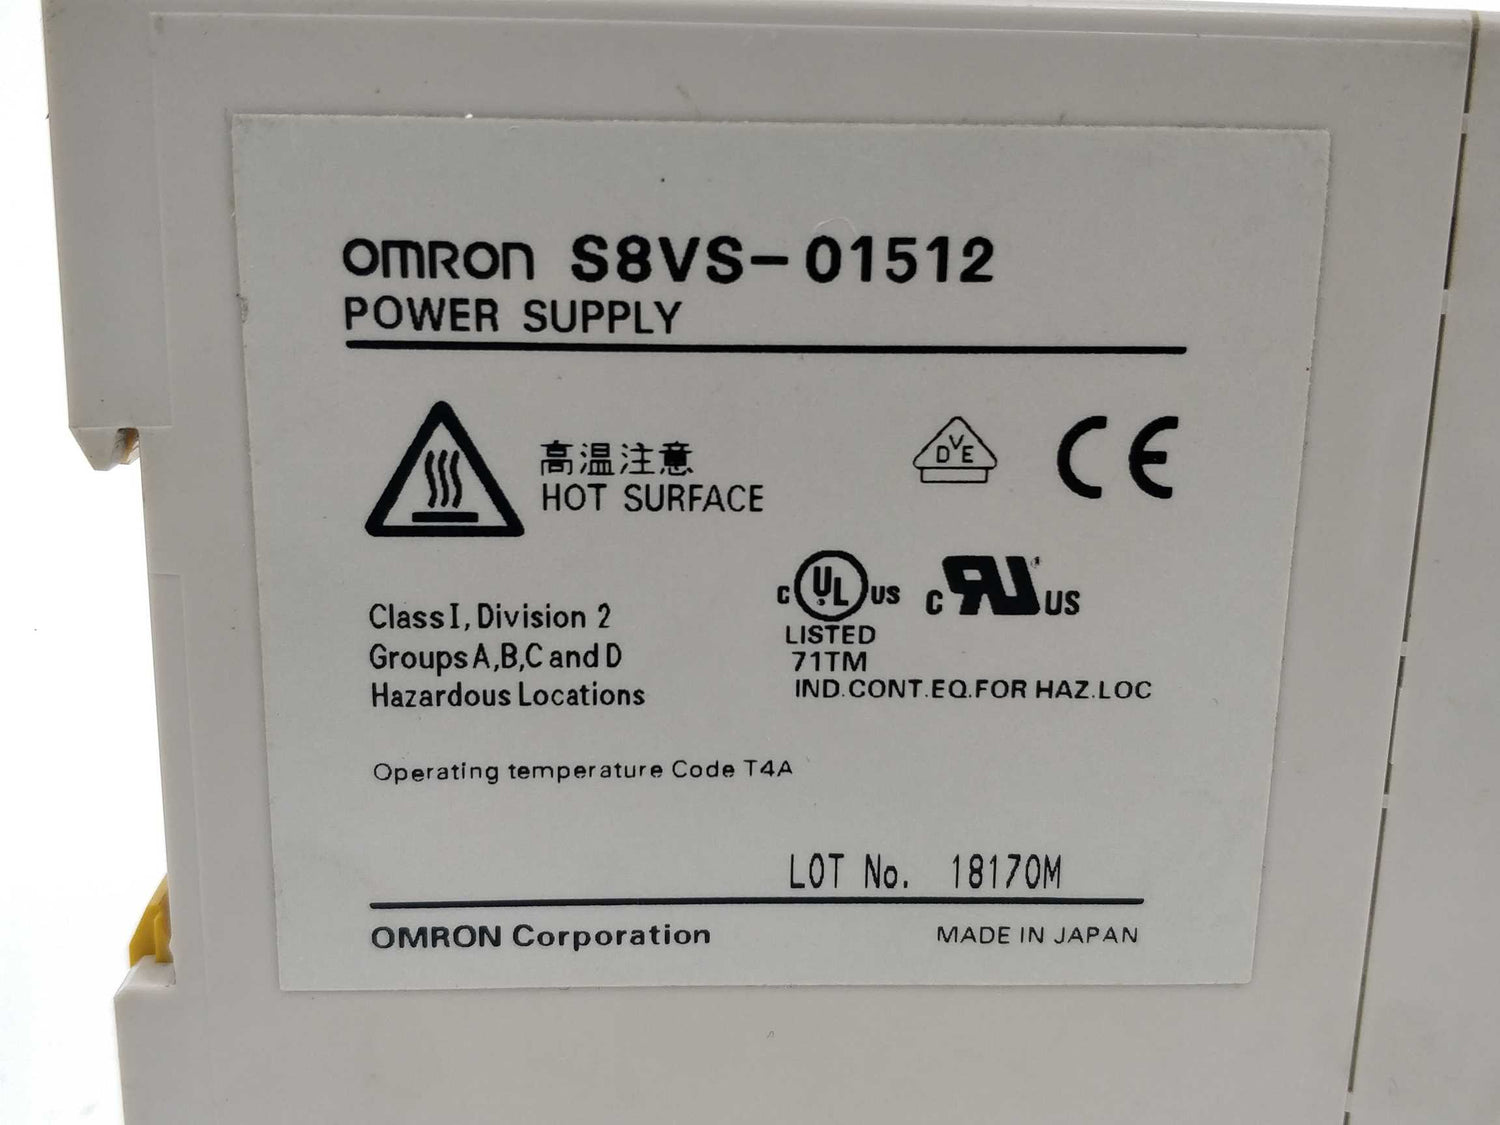 OMRON S8VS-01512
POWER SUPPLY
高温注意
HOT SURFACE
DVE
CE
Class I, Division 2
Groups A,B,C and D
Hazardous Locations
C UL US
LISTED
71TM
IND.CONT.EQ.FOR HAZ.LOC
C RU US
Operating temperature Code T4A
LOT No. 18170M
OMRON Corporation
MADE IN JAPAN